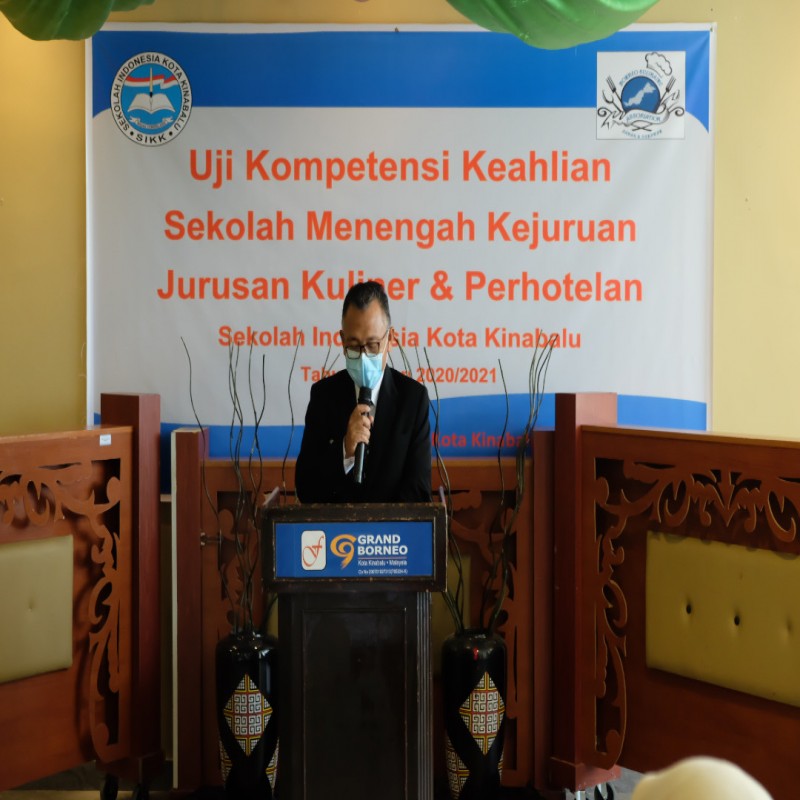 SEKOLAH INDONESIA KOTA KINABALU
SIKK
Uji Kompetensi Keahlian
Sekolah Menengah Kejuruan
Jurusan Kuliner & Perhotelan
Sekolah Indonesia Kota Kinabalu
2020/2021
Kota Kinabalu
GRAND
BORNEO
Kota Kinabalu • Malaysia